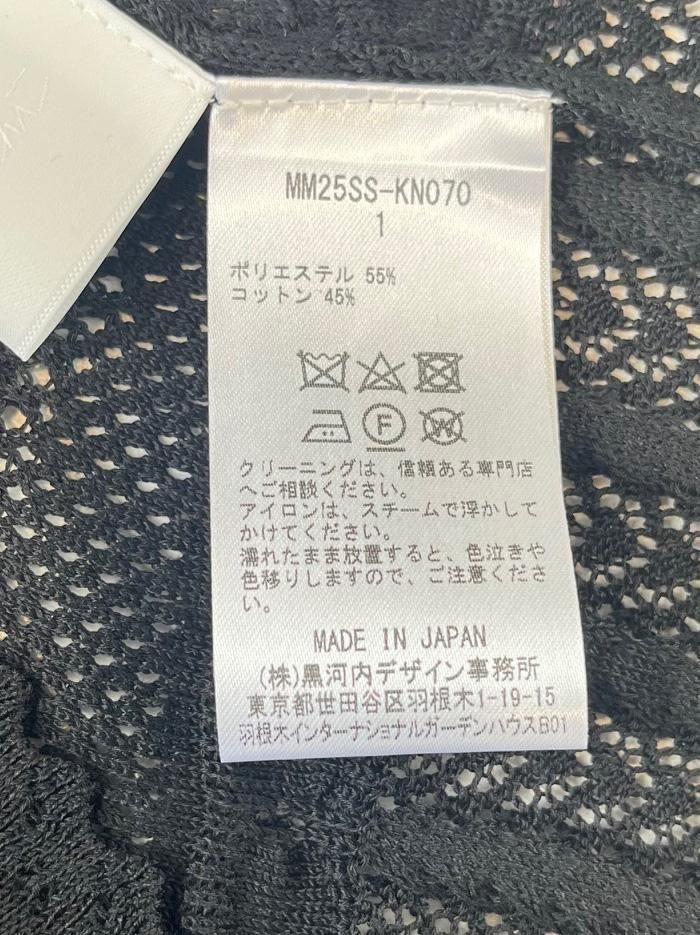 MM25SS-KN070
1
ポリエステル 55%
コットン 45%
F
W
クリーニングは、信頼ある専門店
へご相談ください。
アイロンは、スチームで浮かして
かけてください。
濡れたまま放置すると、色泣きや
色移りしますので、ご注意くださ
い。
MADE IN JAPAN
(株)黒河内デザイン事務所
東京都世田谷区羽根木1-19-15
羽根木インターナショナルガーデンハウスB01